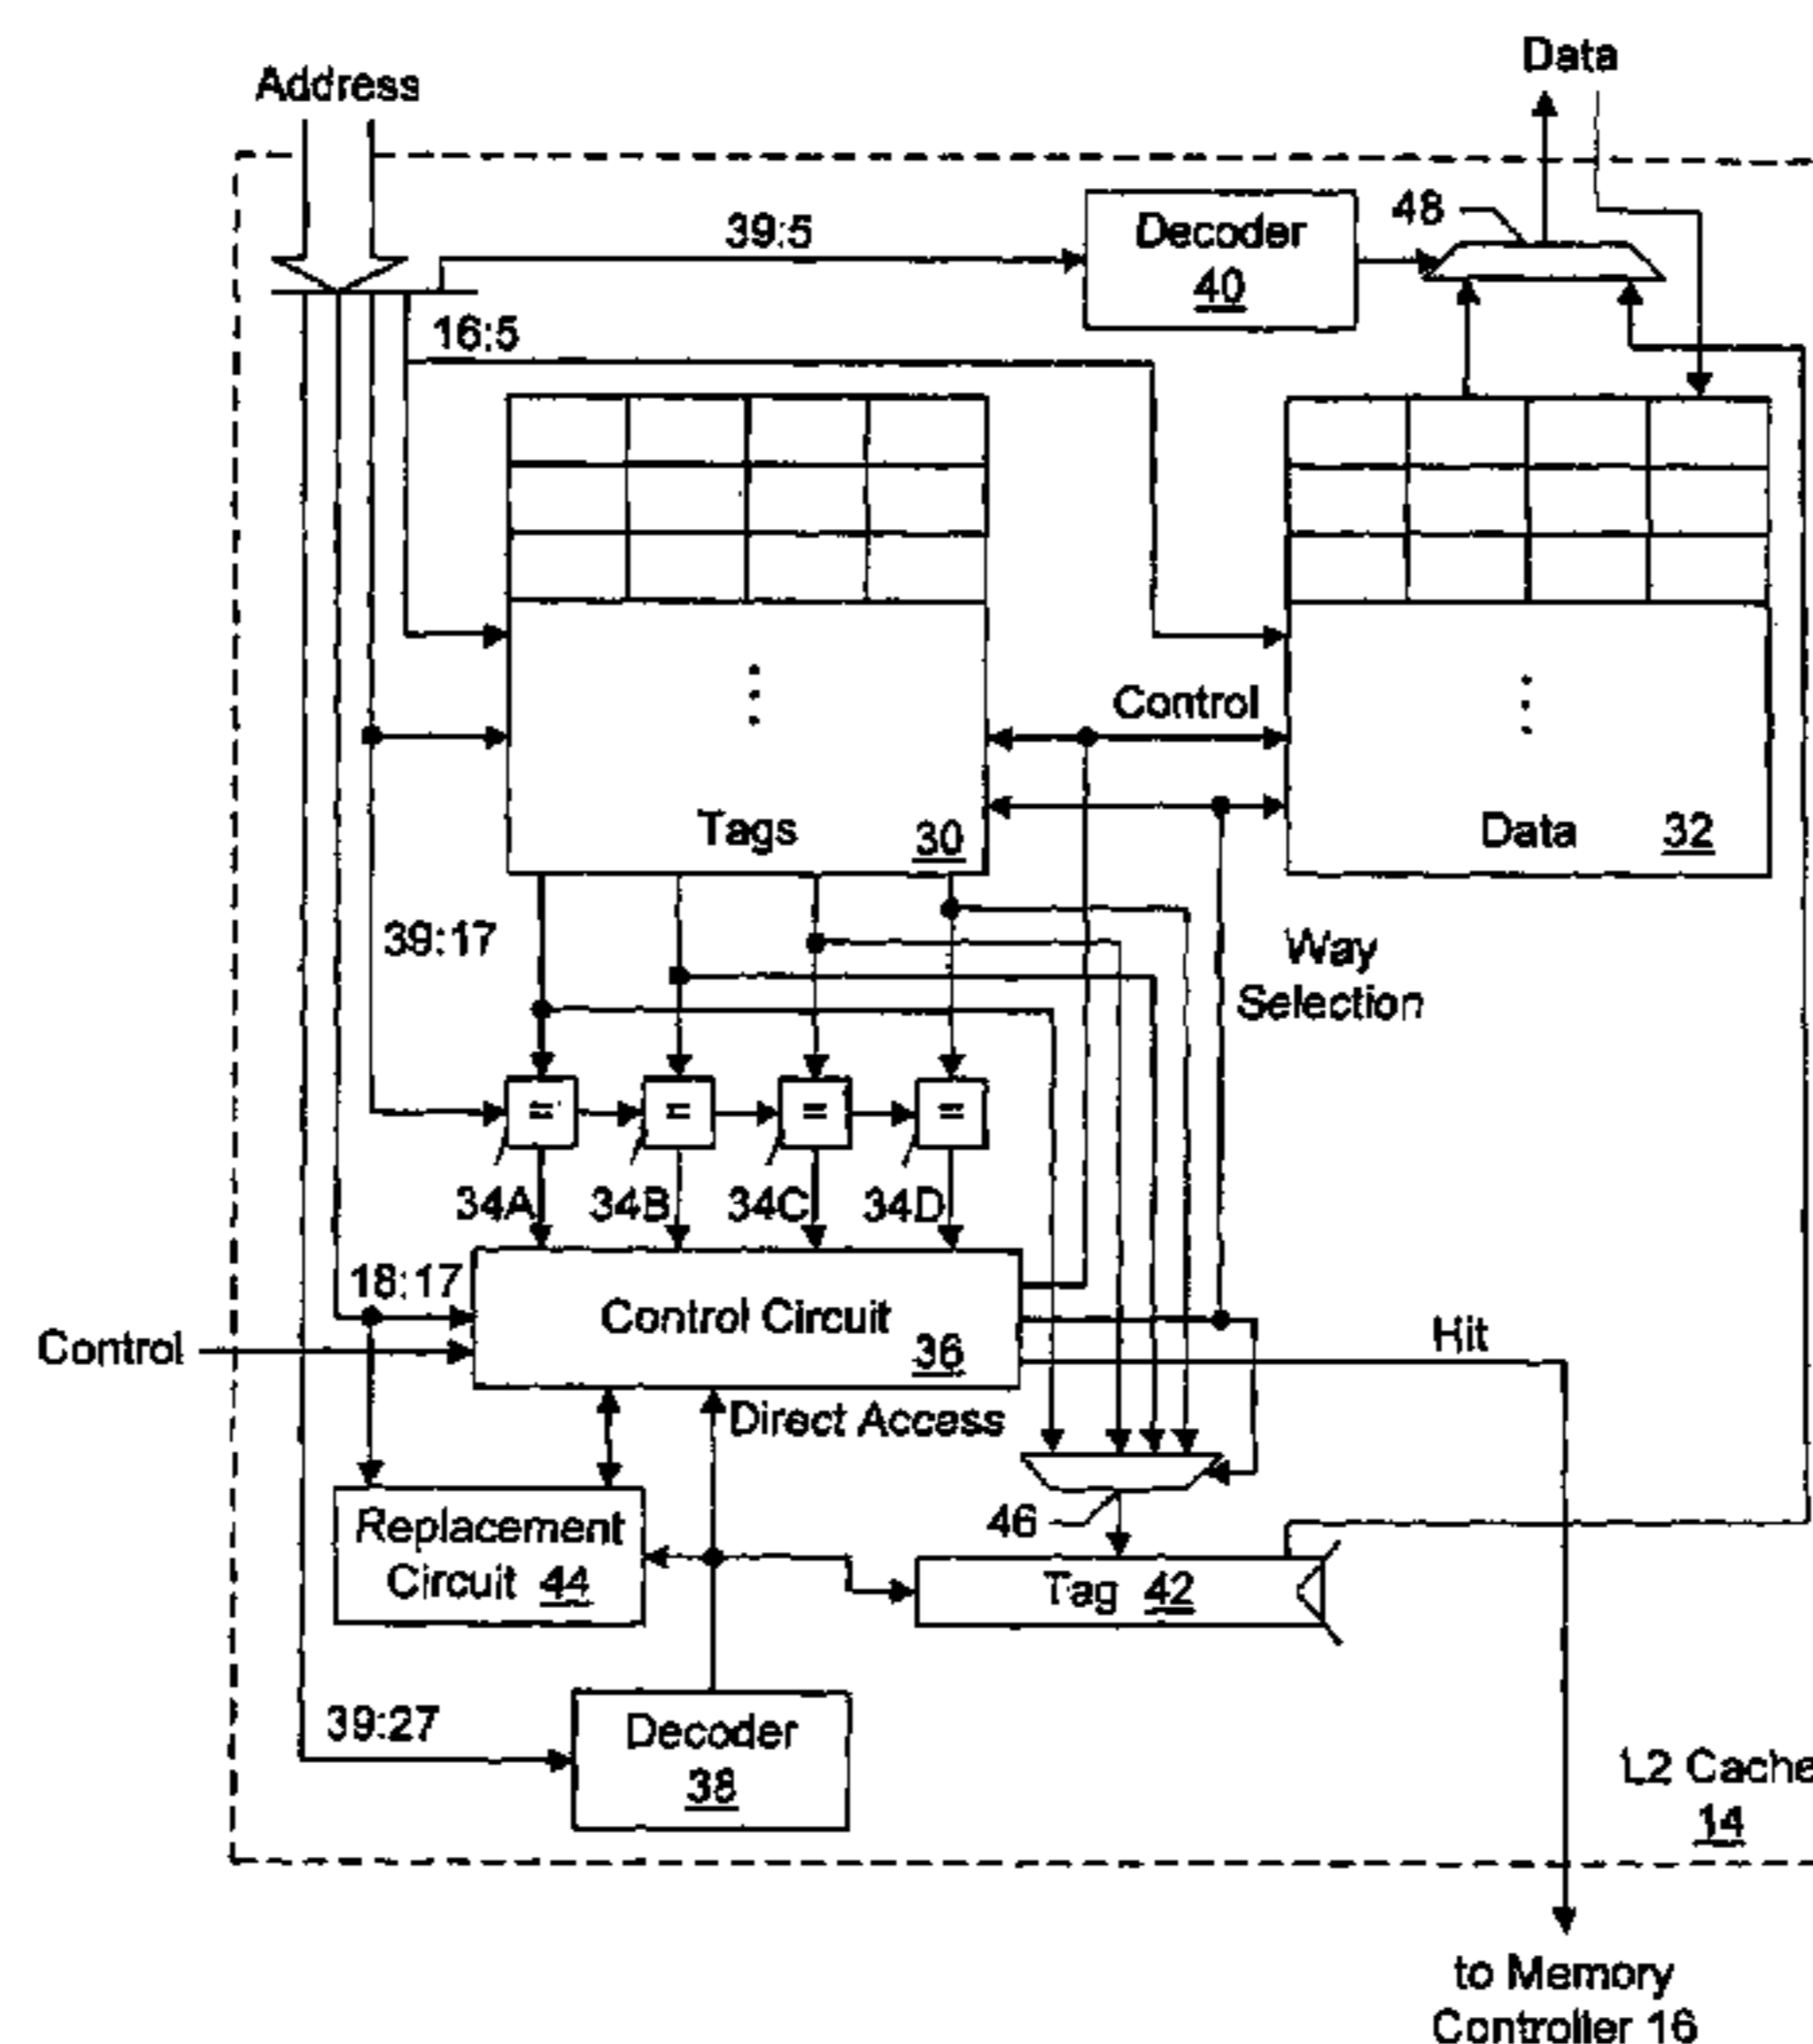 Data
Address
39:5
Decoder
40
48
16:5
Control
Tags 30
Data 32
39:17
Way
Selection
=
=
=
=
34A
34B
34C
34D
18:17
Control Circuit
36
Control
Hit
Direct Access
Replacement
Circuit 44
46
Tag 42
39:27
Decoder
38
L2 Cache
14
to Memory
Controller 16